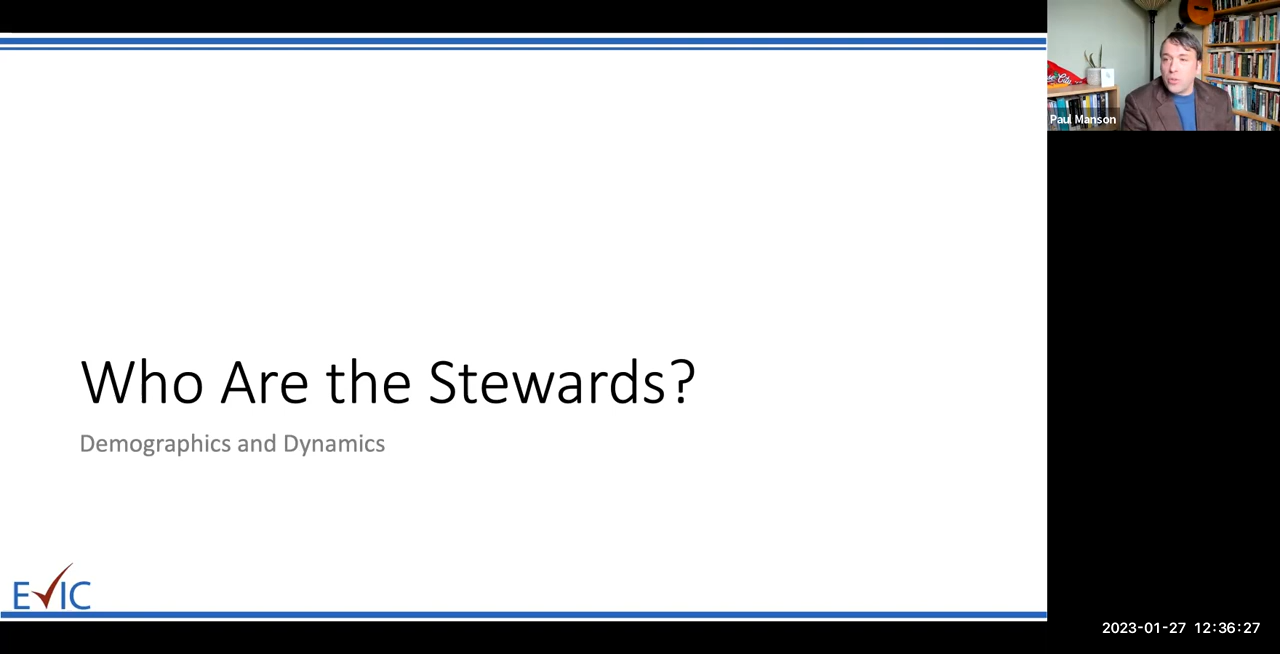 Paul Manson
Who Are the Stewards?
Demographics and Dynamics
EVIC
2023-01-27 12:36:27